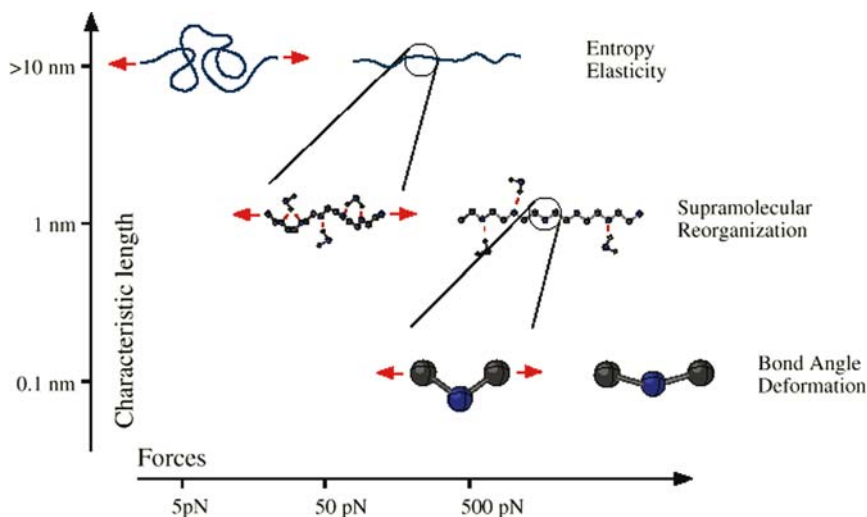 >10 nm
Entropy
Elasticity
1 nm
Supramolecular
Reorganization
0.1 nm
Bond Angle
Deformation
Characteristic length
Forces
5pN
50 pN
500 pN